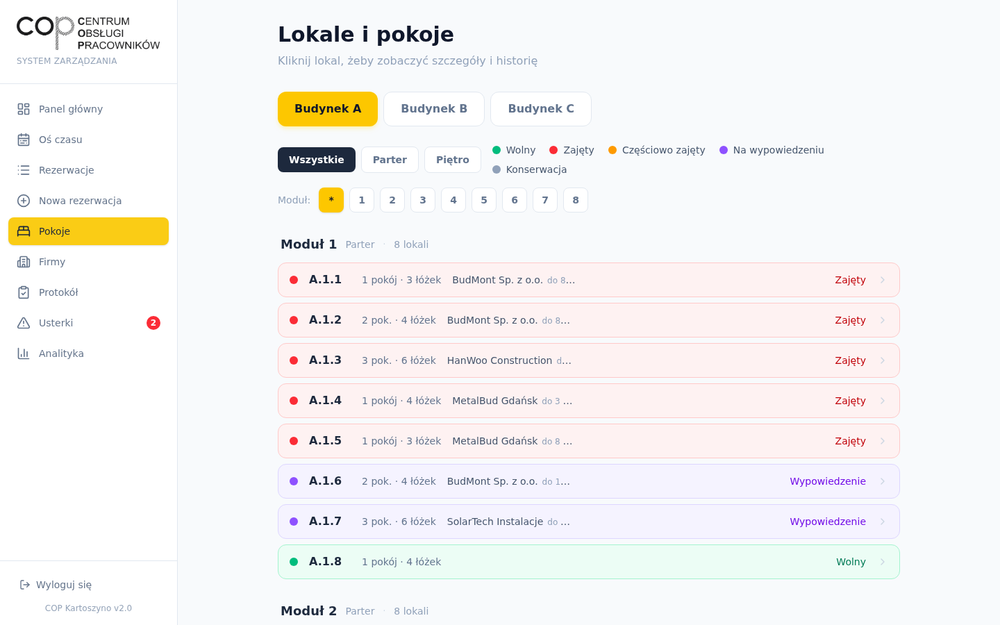 COP CENTRUM
OBSŁUGI
PRACOWNIKÓW
SYSTEM ZARZĄDZANIA
Panel główny
Oś czasu
Rezerwacje
Nowa rezerwacja
Pokoje
Firmy
Protokół
Usterki 2
Analityka
Wyloguj się
COP Kartoszyno v2.0
Lokale i pokoje
Kliknij lokal, żeby zobaczyć szczegóły i historię
Budynek A Budynek B Budynek C
Wszystkie Parter Piętro
Wolny Zajęty Częściowo zajęty Na wypowiedzeniu
Konserwacja
Moduł: * 1 2 3 4 5 6 7 8
Moduł 1 Parter · 8 lokali
A.1.1 1 pokój · 3 łóżek BudMont Sp. z o.o. do 8... Zajęty
A.1.2 2 pok. · 4 łóżek BudMont Sp. z o.o. do 8... Zajęty
A.1.3 3 pok. · 6 łóżek HanWoo Construction d... Zajęty
A.1.4 1 pokój · 4 łóżek MetalBud Gdańsk do 3 ... Zajęty
A.1.5 1 pokój · 3 łóżek MetalBud Gdańsk do 8 ... Zajęty
A.1.6 2 pok. · 4 łóżek BudMont Sp. z o.o. do 1... Wypowiedzenie
A.1.7 3 pok. · 6 łóżek SolarTech Instalacje do ... Wypowiedzenie
A.1.8 1 pokój · 4 łóżek Wolny
Moduł 2 Parter · 8 lokali